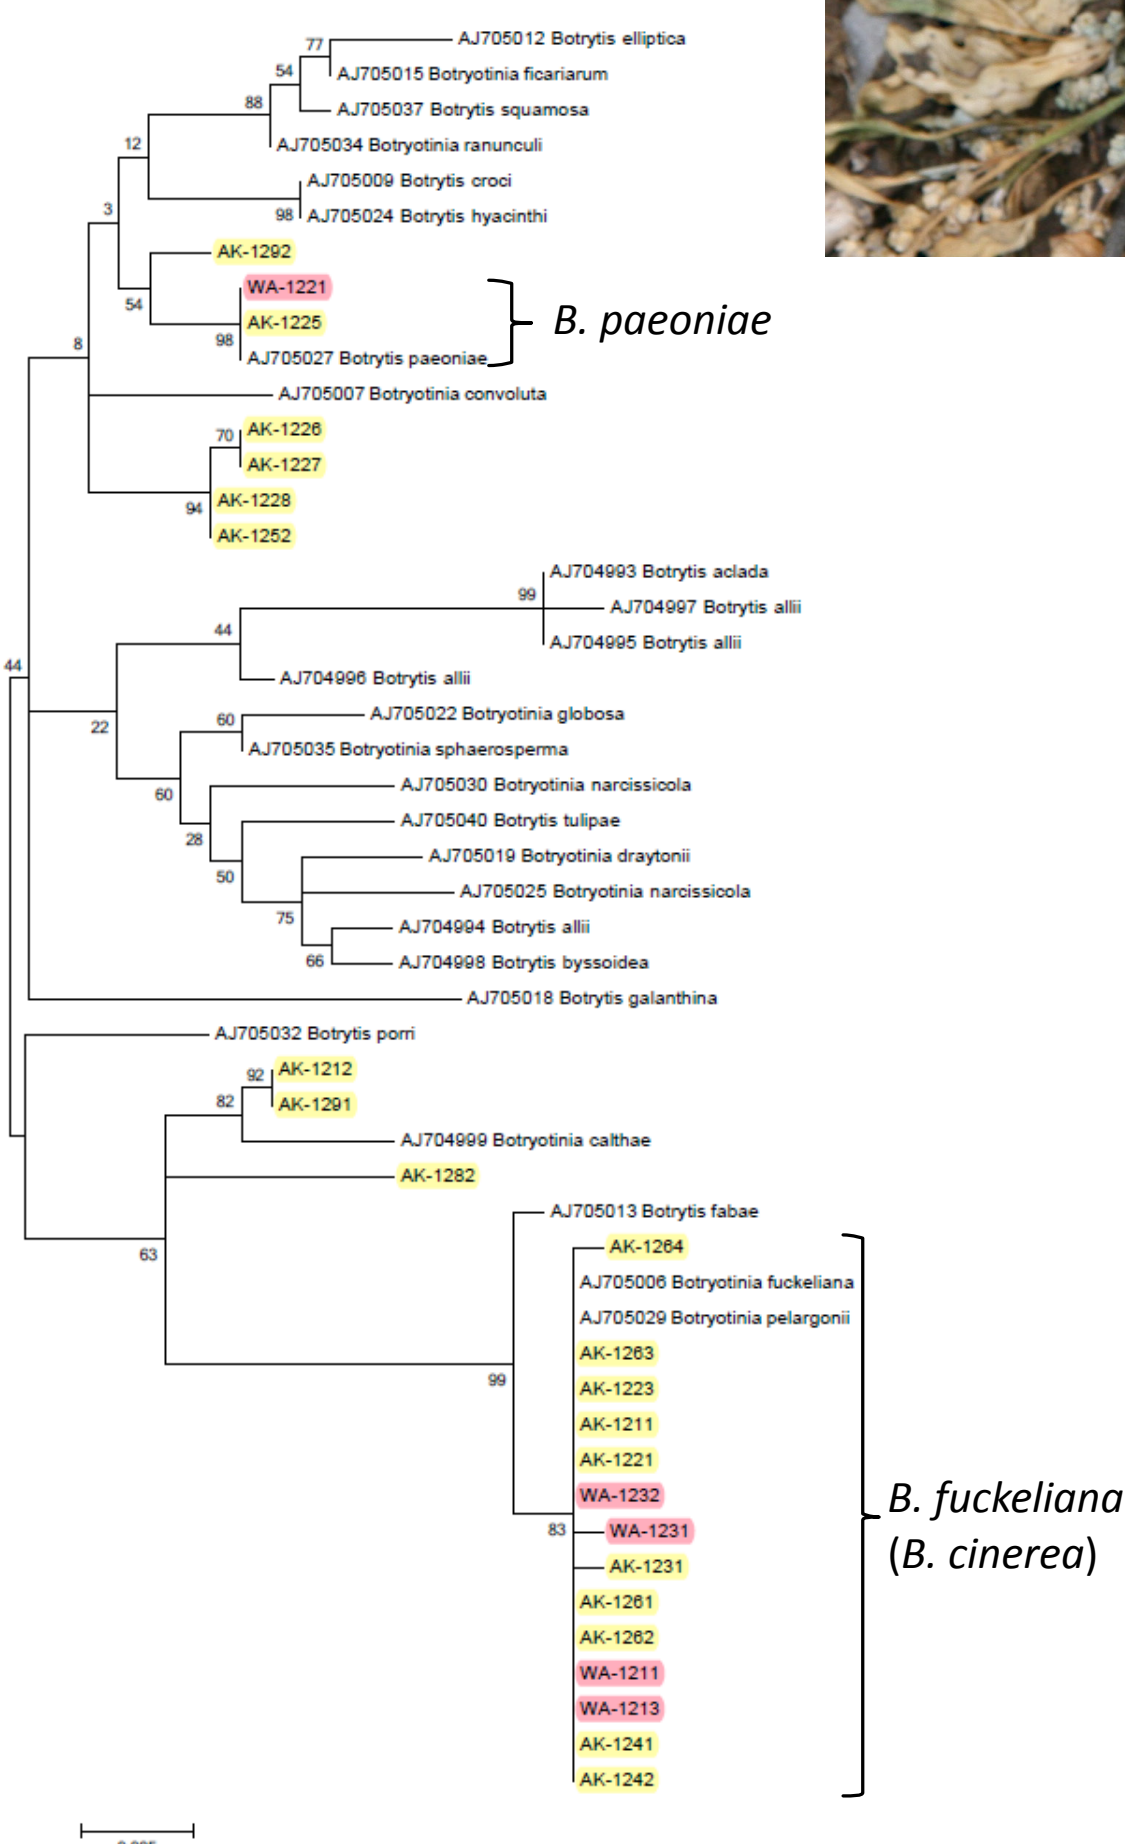 77
AJ705012 Botrytis elliptica
54
AJ705015 Botryotinia ficariarum
88
AJ705037 Botrytis squamosa
12
AJ705034 Botryotinia ranunculi
AJ705009 Botrytis croci
3
98
AJ705024 Botrytis hyacinthi
AK-1292
WA-1221
54
AK-1225
B. paeoniae
98
8
AJ705027 Botrytis paeoniae
AJ705007 Botryotinia convoluta
70
AK-1226
AK-1227
94
AK-1228
AK-1252
AJ704993 Botrytis aclada
99
AJ704997 Botrytis allii
44
AJ704995 Botrytis allii
44
AJ704996 Botrytis allii
22
60
AJ705022 Botryotinia globosa
AJ705035 Botryotinia sphaerosperma
60
AJ705030 Botryotinia narcissicola
28
AJ705040 Botrytis tulipae
50
AJ705019 Botryotinia draytonii
AJ705025 Botryotinia narcissicola
75
AJ704994 Botrytis allii
66
AJ704998 Botrytis byssoidea
AJ705018 Botrytis galanthina
AJ705032 Botrytis porri
92
AK-1212
82
AK-1291
AJ704999 Botryotinia calthae
AK-1282
AJ705013 Botrytis fabae
63
AK-1264
AJ705006 Botryotinia fuckeliana
AJ705029 Botryotinia pelargonii
AK-1263
99
AK-1223
AK-1211
AK-1221
WA-1232
B. fuckeliana
(B. cinerea)
83
WA-1231
AK-1231
AK-1261
AK-1262
WA-1211
WA-1213
AK-1241
AK-1242